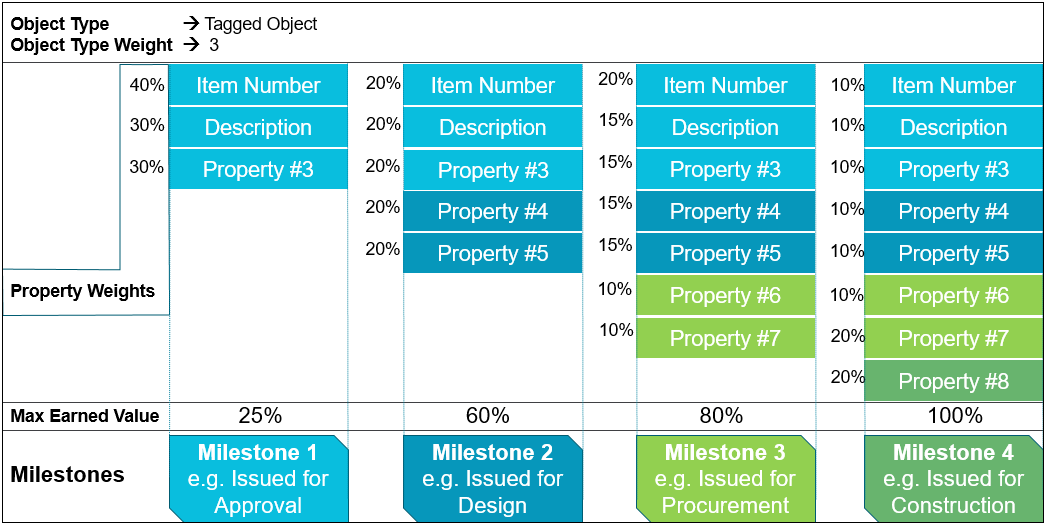 Object Type → Tagged Object
Object Type Weight → 3
40% Item Number 20% Item Number 20% Item Number 10% Item Number
30% Description 20% Description 15% Description 10% Description
30% Property #3 20% Property #3 15% Property #3 10% Property #3
20% Property #4 15% Property #4 10% Property #4
20% Property #5 15% Property #5 10% Property #5
Property Weights 10% Property #6 10% Property #6
10% Property #7 20% Property #7
20% Property #8
Max Earned Value 25% 60% 80% 100%
Milestones
Milestone 1
e.g. Issued for
Approval
Milestone 2
e.g. Issued for
Design
Milestone 3
e.g. Issued for
Procurement
Milestone 4
e.g. Issued for
Construction